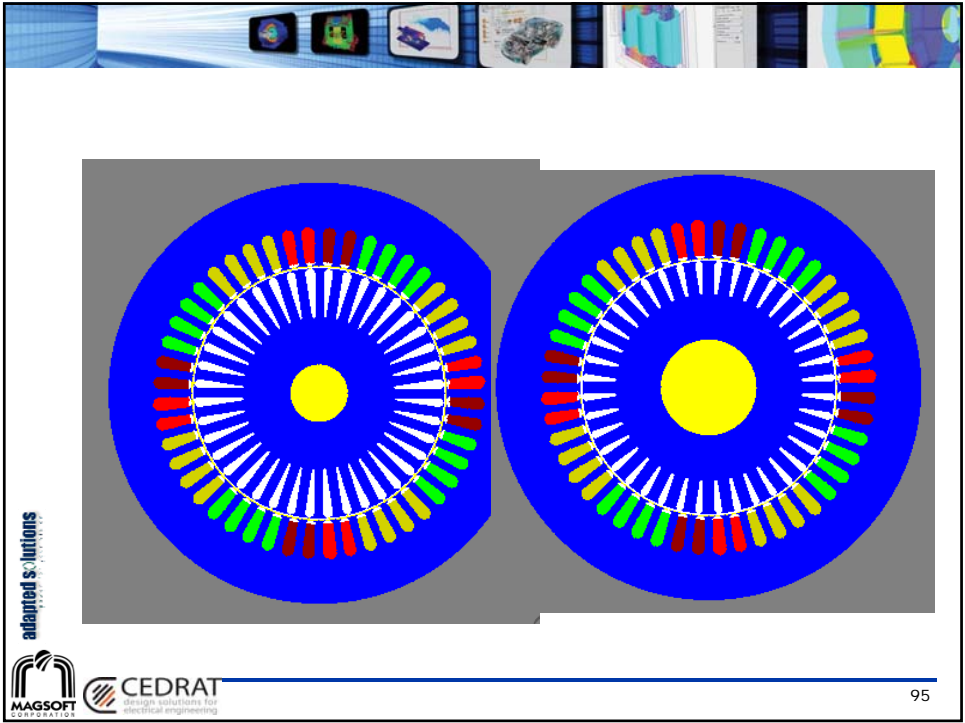 adapted solutions
MAGSOFT
CORPORATION
CEDRAT
design solutions for
electrical engineering
95